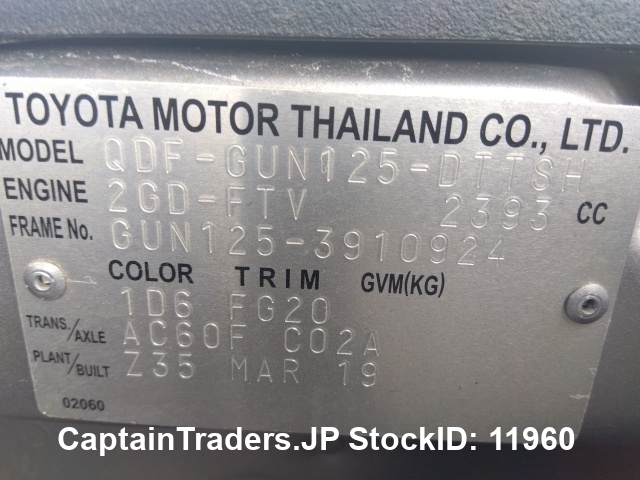 TOYOTA MOTOR THAILAND CO., LTD.
MODEL QDF-GUN125-DTTSH
ENGINE 2GD-FTV 2393 CC
FRAME No. GUN125-3910924
COLOR TRIM GVM(KG)
1D6 FG20
TRANS./AXLE AC60F C02A
PLANT/BUILT Z35 MAR 19
02060
CaptainTraders.JP StockID: 11960